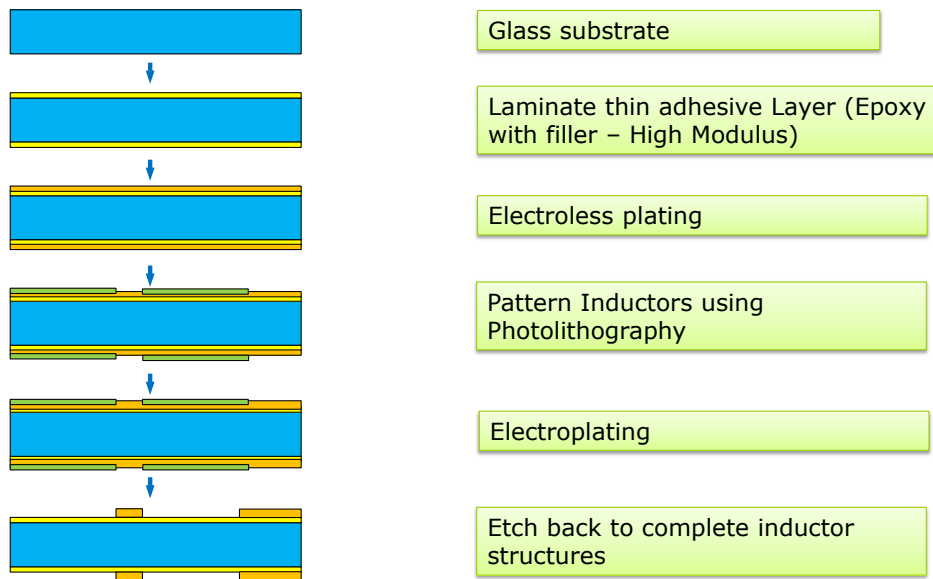 Glass substrate
Laminate thin adhesive Layer (Epoxy
with filler – High Modulus)
Electroless plating
Pattern Inductors using
Photolithography
Electroplating
Etch back to complete inductor
structures